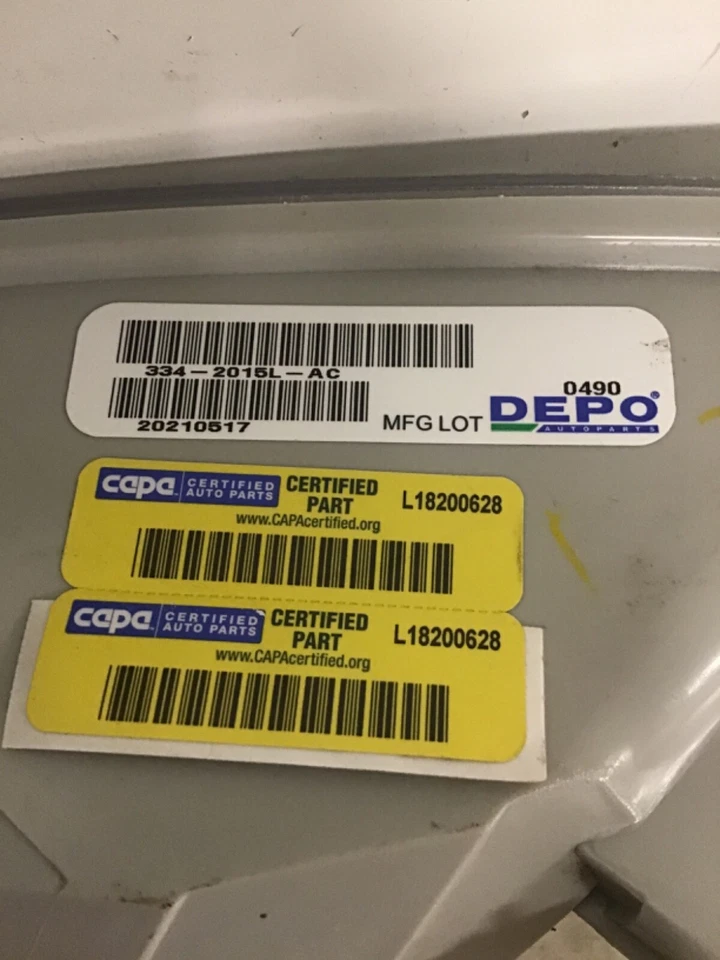 334-2015L-AC
20210517
MFG LOT
0490
DEPO®
AUTOPARTS
capa. CERTIFIED AUTO PARTS
CERTIFIED PART
L18200628
www.CAPAcertified.org
capa. CERTIFIED AUTO PARTS
CERTIFIED PART
L18200628
www.CAPAcertified.org